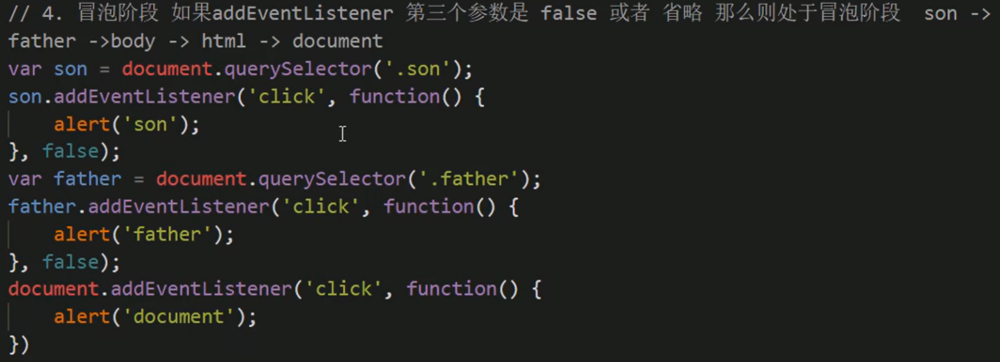 // 4. 冒泡阶段 如果addEventListener 第三个参数是 false 或者 省略 那么则处于冒泡阶段  son ->
father ->body -> html -> document
var son = document.querySelector('.son');
son.addEventListener('click', function() {
    alert('son');
}, false);
var father = document.querySelector('.father');
father.addEventListener('click', function() {
    alert('father');
}, false);
document.addEventListener('click', function() {
    alert('document');
})